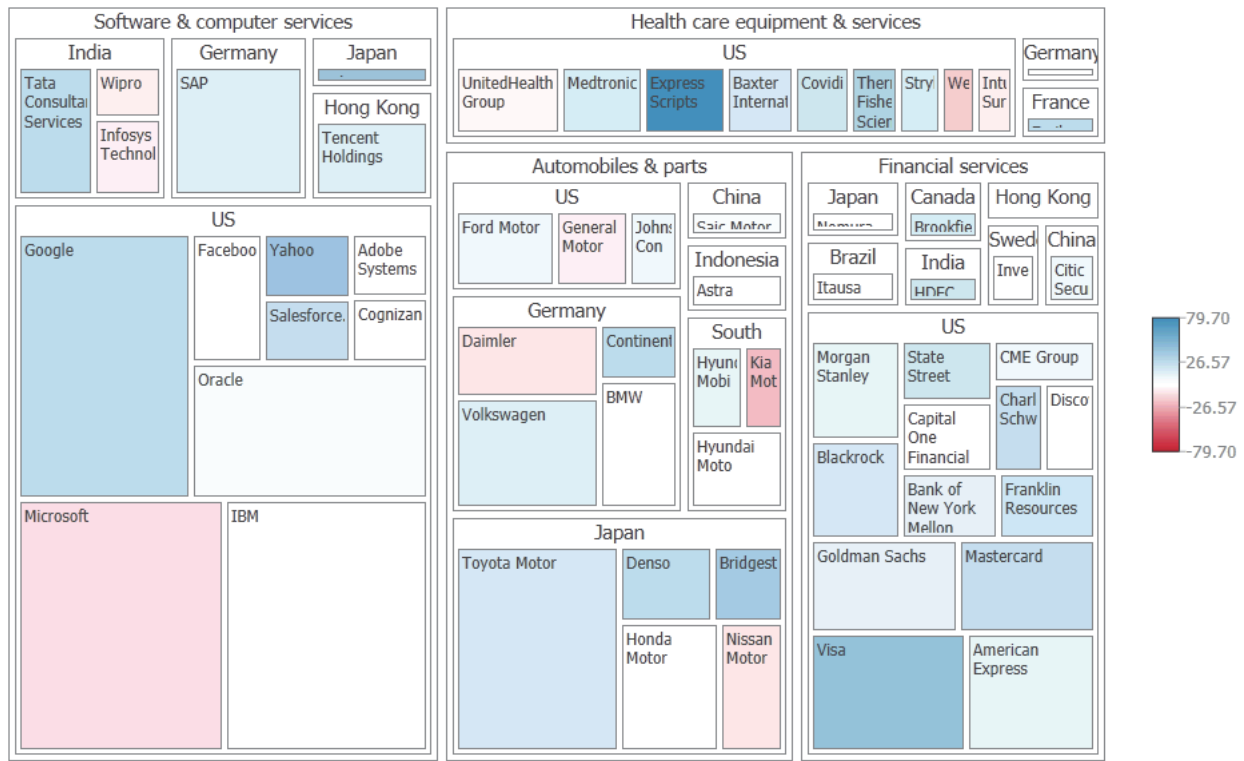 Software & computer services
India
Tata
Consulta
Services
Wipro
Infosys
Technol
Germany
SAP
Japan
Hong Kong
Tencent
Holdings
US
Google
Faceboo
Yahoo
Adobe
Systems
Salesforce.
Cognizan
Oracle
Microsoft
IBM
Health care equipment & services
US
UnitedHealth
Group
Medtronic
Express
Scripts
Baxter
Internat
Covidi
Ther
Fishe
Scier
Stry
We
Intu
Sur
Germany
France
Automobiles & parts
US
Ford Motor
General
Motor
Johns
Con
China
Saic Motor
Indonesia
Astra
Germany
Daimler
Continent
Volkswagen
BMW
South
Hyund
Mobi
Kia
Mot
Hyundai
Moto
Japan
Toyota Motor
Denso
Bridgest
Honda
Motor
Nissan
Motor
Financial services
Japan
Nomura
Canada
Brookfie
Hong Kong
Brazil
Itausa
India
HDFC
Swed
Inve
China
Citic
Secu
US
Morgan
Stanley
State
Street
CME Group
Capital
One
Financial
Charl
Schw
Disco
Blackrock
Bank of
New York
Mellon
Franklin
Resources
Goldman Sachs
Mastercard
Visa
American
Express
79.70
26.57
-26.57
-79.70